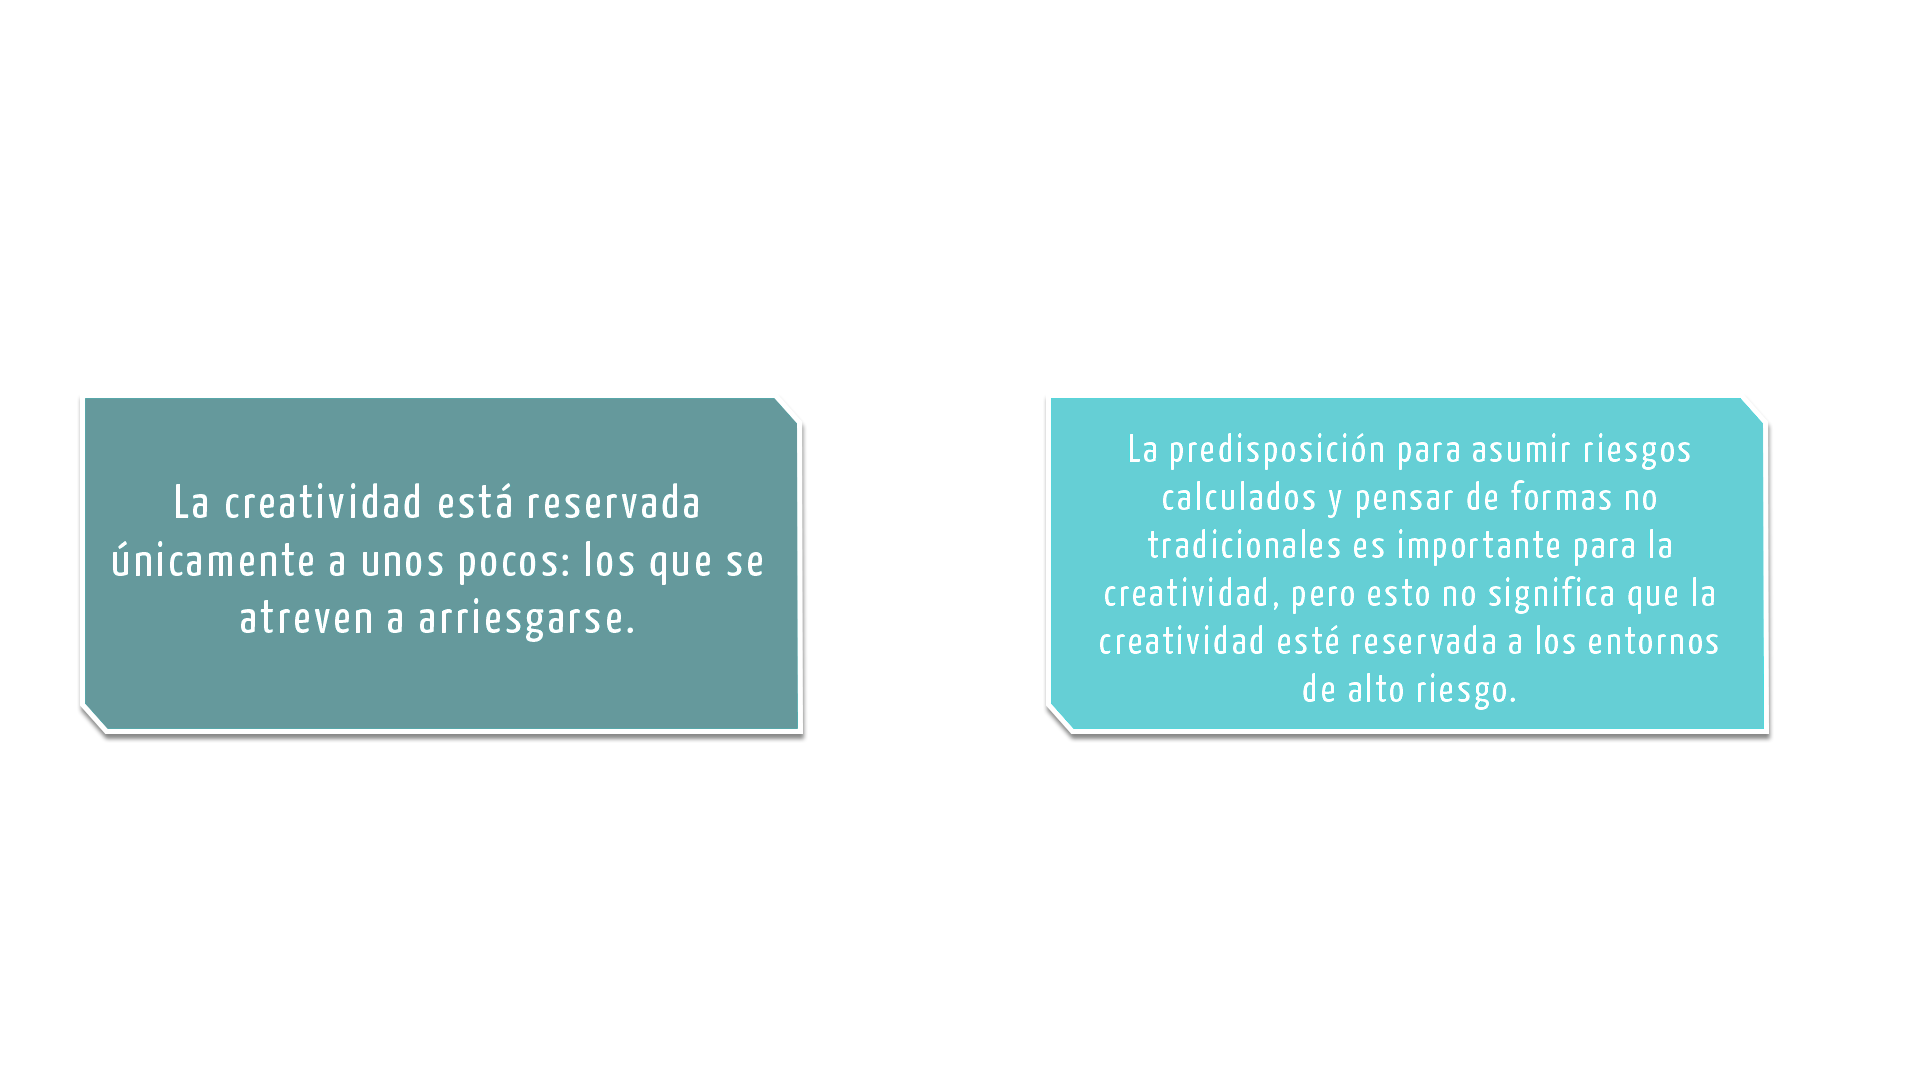 La creatividad está reservada
únicamente a unos pocos: los que se
atreven a arriesgarse.
La predisposición para asumir riesgos
calculados y pensar de formas no
tradicionales es importante para la
creatividad, pero esto no significa que la
creatividad esté reservada a los entornos
de alto riesgo.